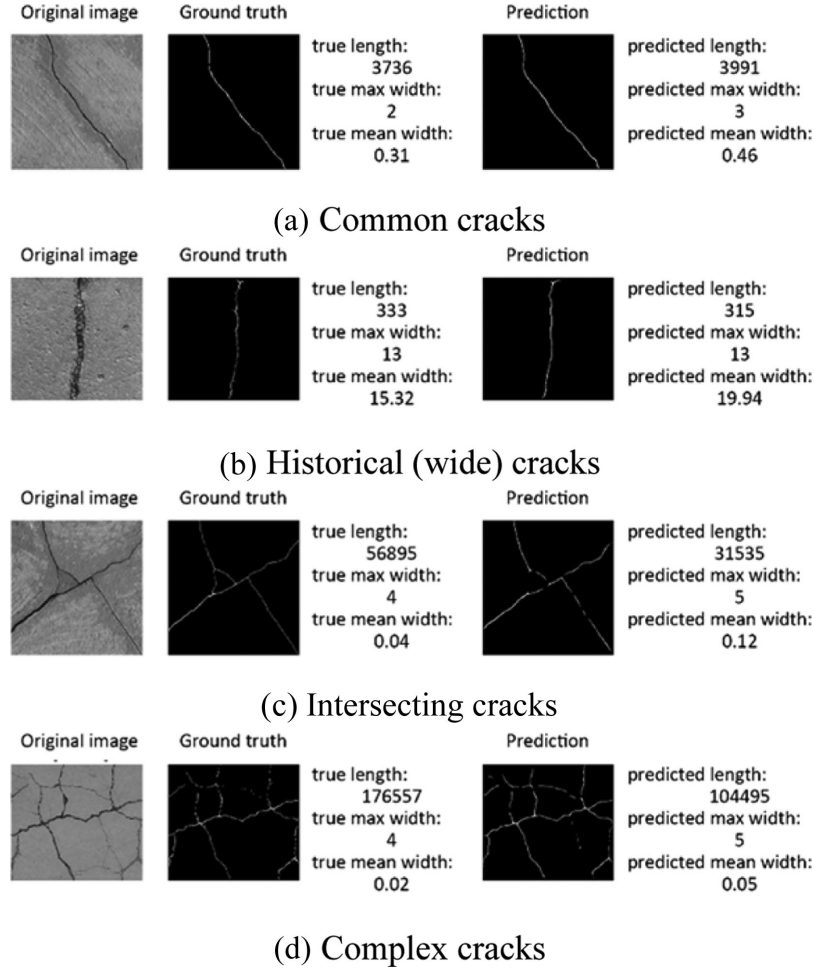 Original image Ground truth Prediction
true length: predicted length:
3736 3991
true max width: predicted max width:
2 3
true mean width: predicted mean width:
0.31 0.46
(a) Common cracks
Original image Ground truth Prediction
true length: predicted length:
333 315
true max width: predicted max width:
13 13
true mean width: predicted mean width:
15.32 19.94
(b) Historical (wide) cracks
Original image Ground truth Prediction
true length: predicted length:
56895 31535
true max width: predicted max width:
4 5
true mean width: predicted mean width:
0.04 0.12
(c) Intersecting cracks
Original image Ground truth Prediction
true length: predicted length:
176557 104495
true max width: predicted max width:
4 5
true mean width: predicted mean width:
0.02 0.05
(d) Complex cracks